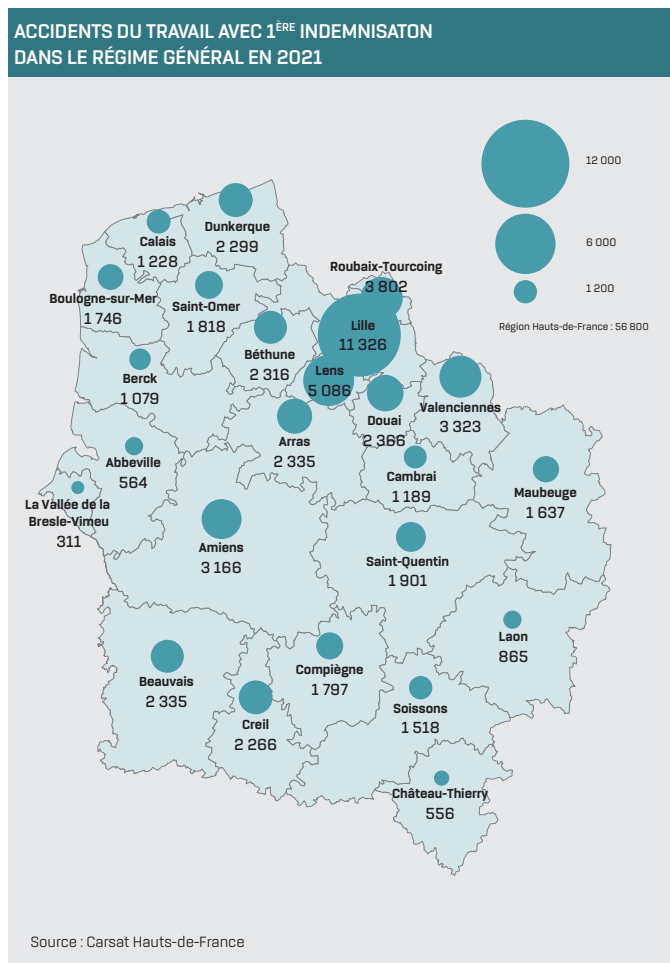 ACCIDENTS DU TRAVAIL AVEC 1ÈRE INDEMNISATON
DANS LE RÉGIME GÉNÉRAL EN 2021
12 000
6 000
1 200
Région Hauts-de-France : 56 800
Dunkerque
2 299
Calais
1 228
Roubaix-Tourcoing
3 802
Boulogne-sur-Mer
1 746
Saint-Omer
1 818
Lille
11 326
Béthune
2 316
Lens
5 086
Berck
1 079
Valenciennes
3 323
Douai
2 366
Arras
2 335
Abbeville
564
Cambrai
1 189
Maubeuge
1 637
La Vallée de la
Bresle-Vimeu
311
Amiens
3 166
Saint-Quentin
1 901
Laon
865
Compiègne
1 797
Beauvais
2 335
Soissons
1 518
Creil
2 266
Château-Thierry
556
Source : Carsat Hauts-de-France